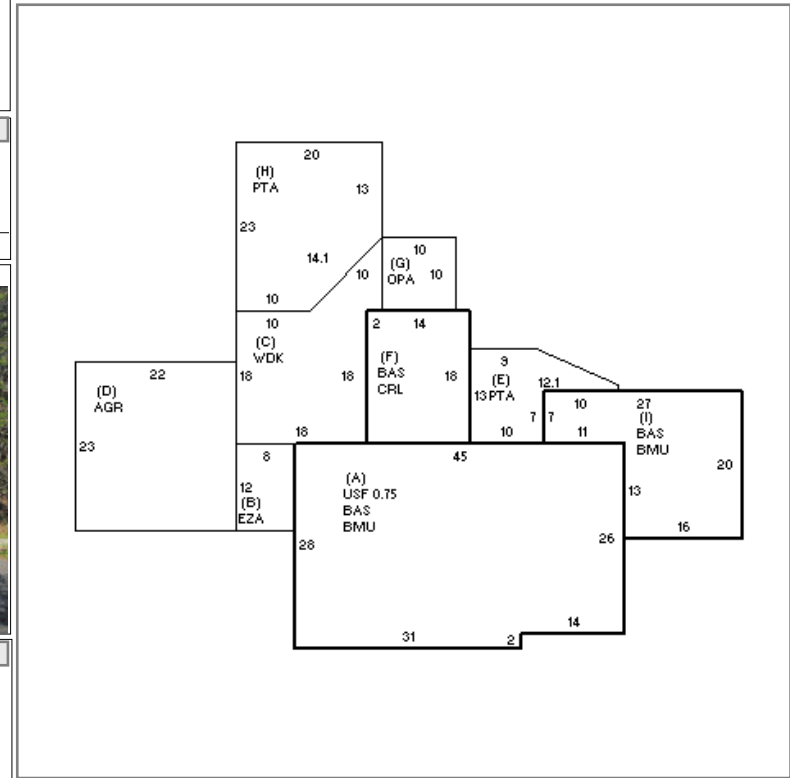 20
(H)
PTA
13
23
14.1
10
10
(G)
OPA
10
10
10
2 14
(C)
WDK
(F)
BAS
CRL
9
(E)
PTA
12.1
22
18
18
18
13
(D)
AGR
10 27
7 7
(I)
BAS
BMU
18
10
11
23
8
45
20
12
(B)
EZA
(A)
USF 0.75
BAS
BMU
13
16
28
26
14
31
2